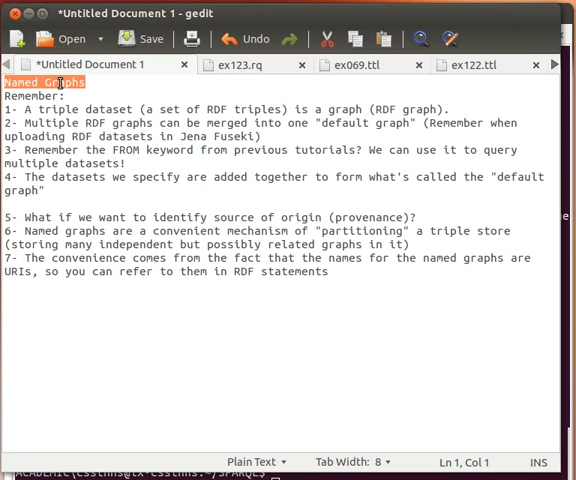 *Untitled Document 1 - gedit
Open Save Undo
*Untitled Document 1 ex123.rq ex069.ttl ex122.ttl
Named Graphs
Remember:
1- A triple dataset (a set of RDF triples) is a graph (RDF graph).
2- Multiple RDF graphs can be merged into one "default graph" (Remember when
uploading RDF datasets in Jena Fuseki)
3- Remember the FROM keyword from previous tutorials? We can use it to query
multiple datasets!
4- The datasets we specify are added together to form what's called the "default
graph"
5- What if we want to identify source of origin (provenance)?
6- Named graphs are a convenient mechanism of "partitioning" a triple store
(storing many independent but possibly related graphs in it)
7- The convenience comes from the fact that the names for the named graphs are
URIs, so you can refer to them in RDF statements
Plain Text Tab Width: 8 Ln 1, Col 1 INS